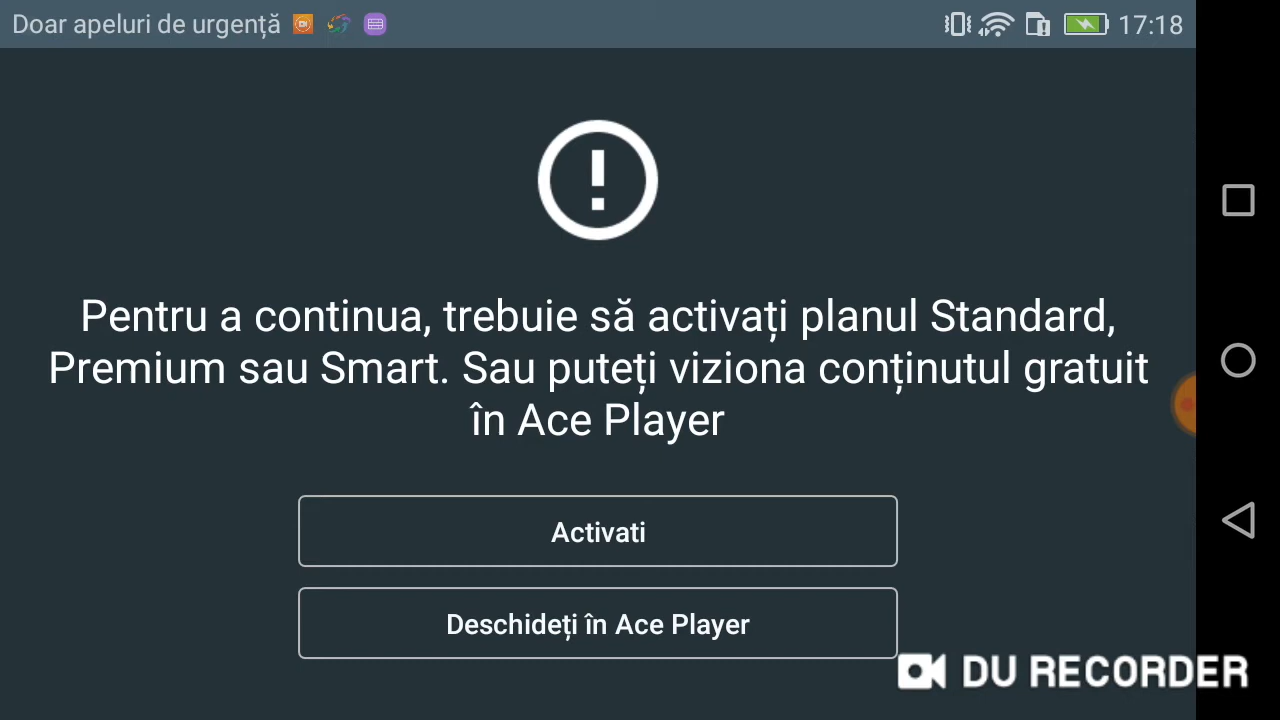 Doar apeluri de urgență 17:18
Pentru a continua, trebuie să activați planul Standard,
Premium sau Smart. Sau puteți viziona conținutul gratuit
în Ace Player
Activati
Deschideți în Ace Player
DU RECORDER